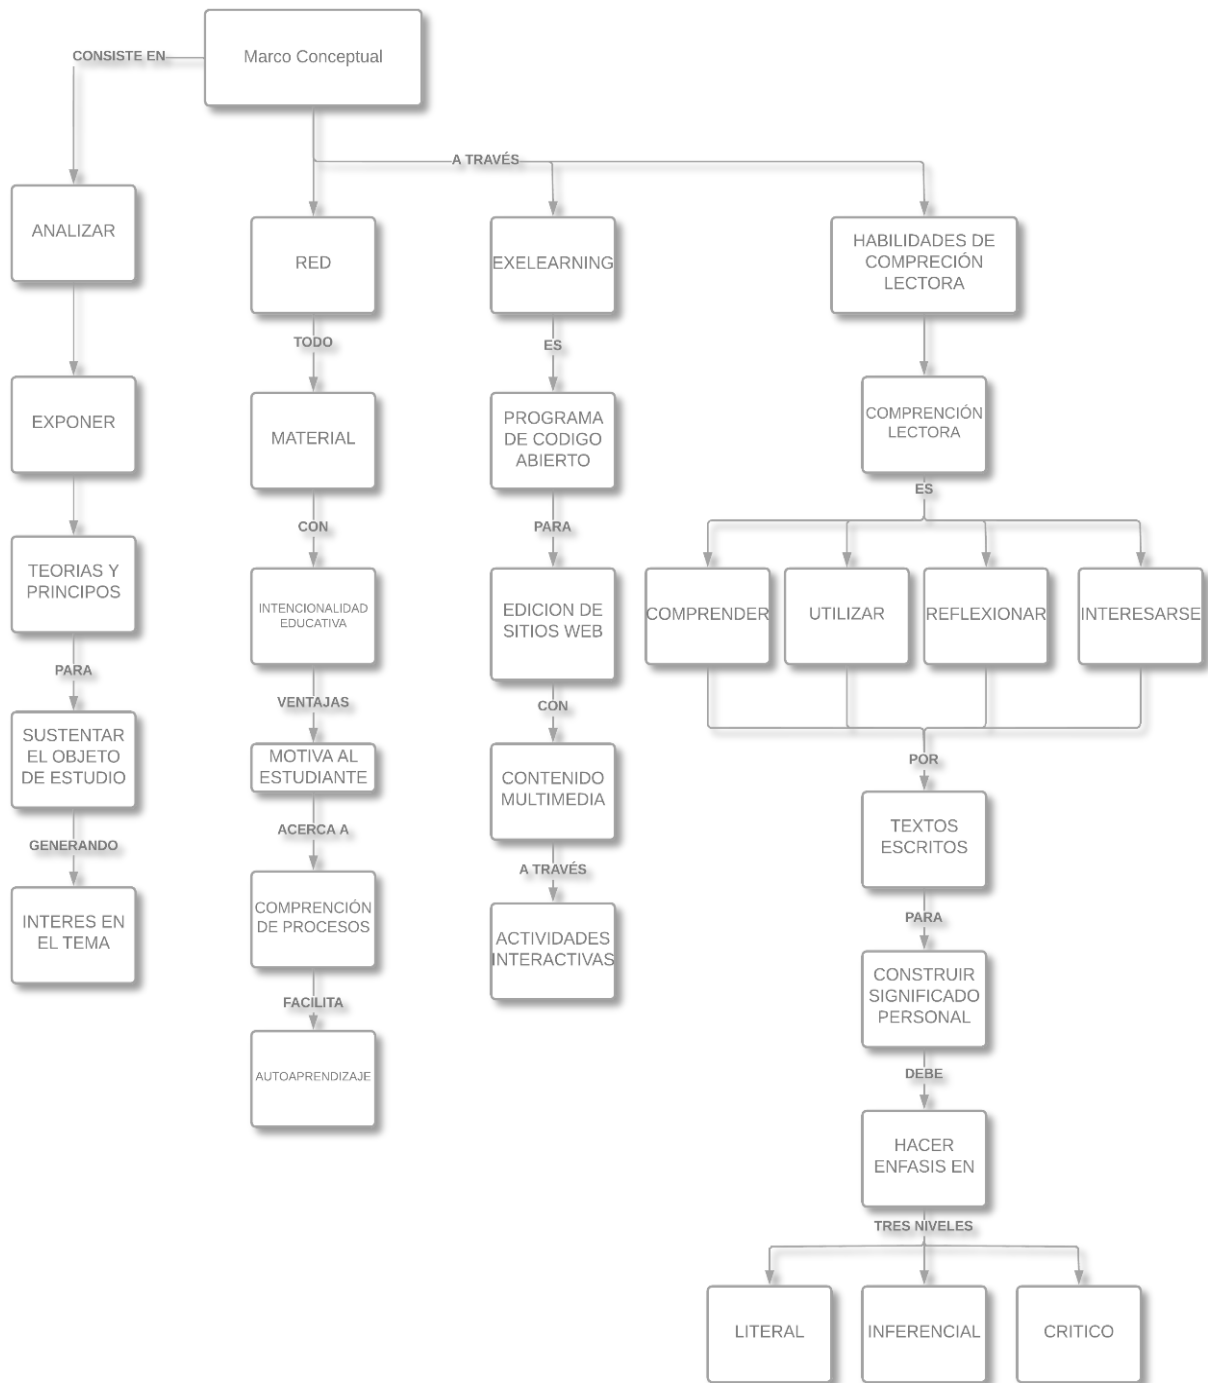 Marco Conceptual
CONSISTE EN
A TRAVÉS
ANALIZAR
EXPONER
TEORIAS Y
PRINCIPOS
PARA
SUSTENTAR
EL OBJETO
DE ESTUDIO
GENERANDO
INTERES EN
EL TEMA
RED
TODO
MATERIAL
CON
INTENCIONALIDAD
EDUCATIVA
VENTAJAS
MOTIVA AL
ESTUDIANTE
ACERCA A
COMPRENCIÓN
DE PROCESOS
FACILITA
AUTOAPRENDIZAJE
EXELEARNING
ES
PROGRAMA
DE CODIGO
ABIERTO
PARA
EDICION DE
SITIOS WEB
CON
CONTENIDO
MULTIMEDIA
A TRAVÉS
ACTIVIDADES
INTERACTIVAS
HABILIDADES DE
COMPRECIÓN
LECTORA
COMPRENCIÓN
LECTORA
ES
COMPRENDER
UTILIZAR
REFLEXIONAR
INTERESARSE
POR
TEXTOS
ESCRITOS
PARA
CONSTRUIR
SIGNIFICADO
PERSONAL
DEBE
HACER
ENFASIS EN
TRES NIVELES
LITERAL
INFERENCIAL
CRITICO